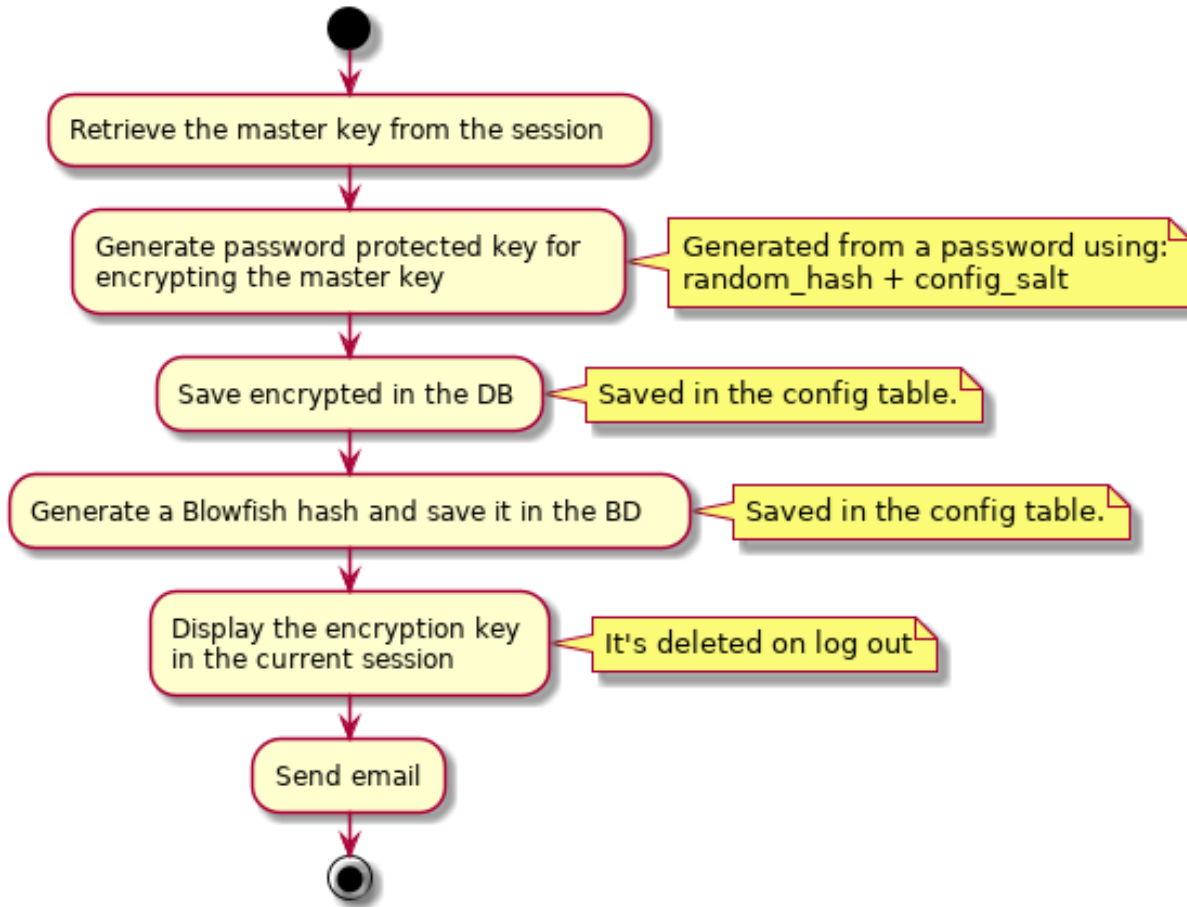 Retrieve the master key from the session
Generate password protected key for
encrypting the master key
Generated from a password using:
random_hash + config_salt
Save encrypted in the DB
Saved in the config table.
Generate a Blowfish hash and save it in the BD
Saved in the config table.
Display the encryption key
in the current session
It's deleted on log out
Send email